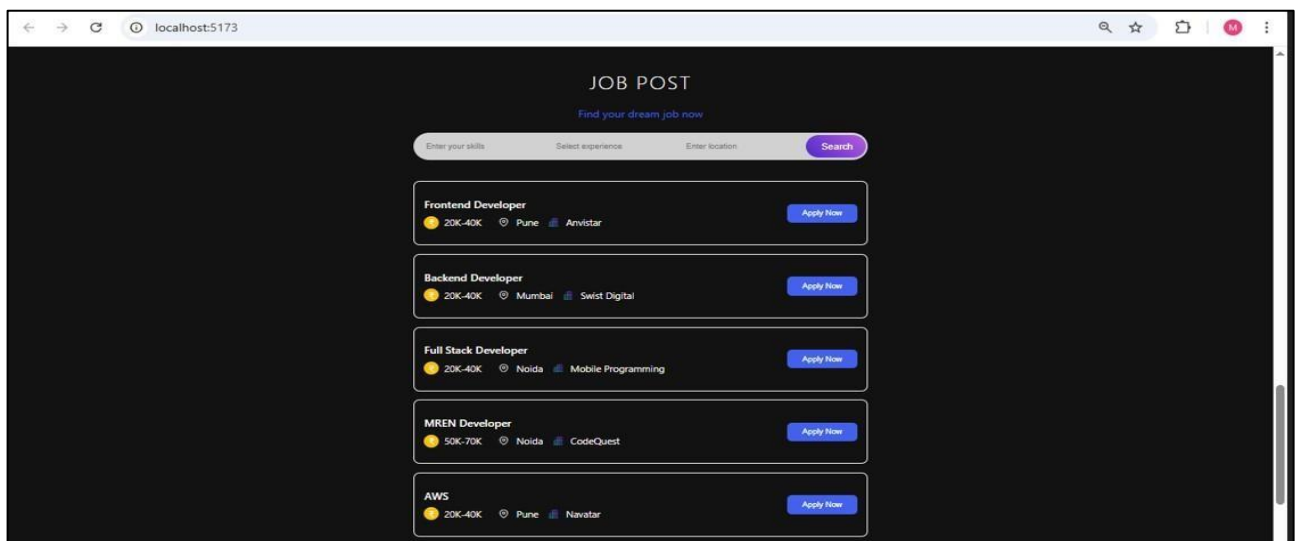 localhost:5173
M
JOB POST
Find your dream job now
Enter your skills Select experience Enter location Search
Frontend Developer
₹ 20K-40K Pune Anvistar
Apply Now
Backend Developer
₹ 20K-40K Mumbai Swist Digital
Apply Now
Full Stack Developer
₹ 20K-40K Noida Mobile Programming
Apply Now
MREN Developer
₹ 50K-70K Noida CodeQuest
Apply Now
AWS
₹ 20K-40K Pune Navatar
Apply Now